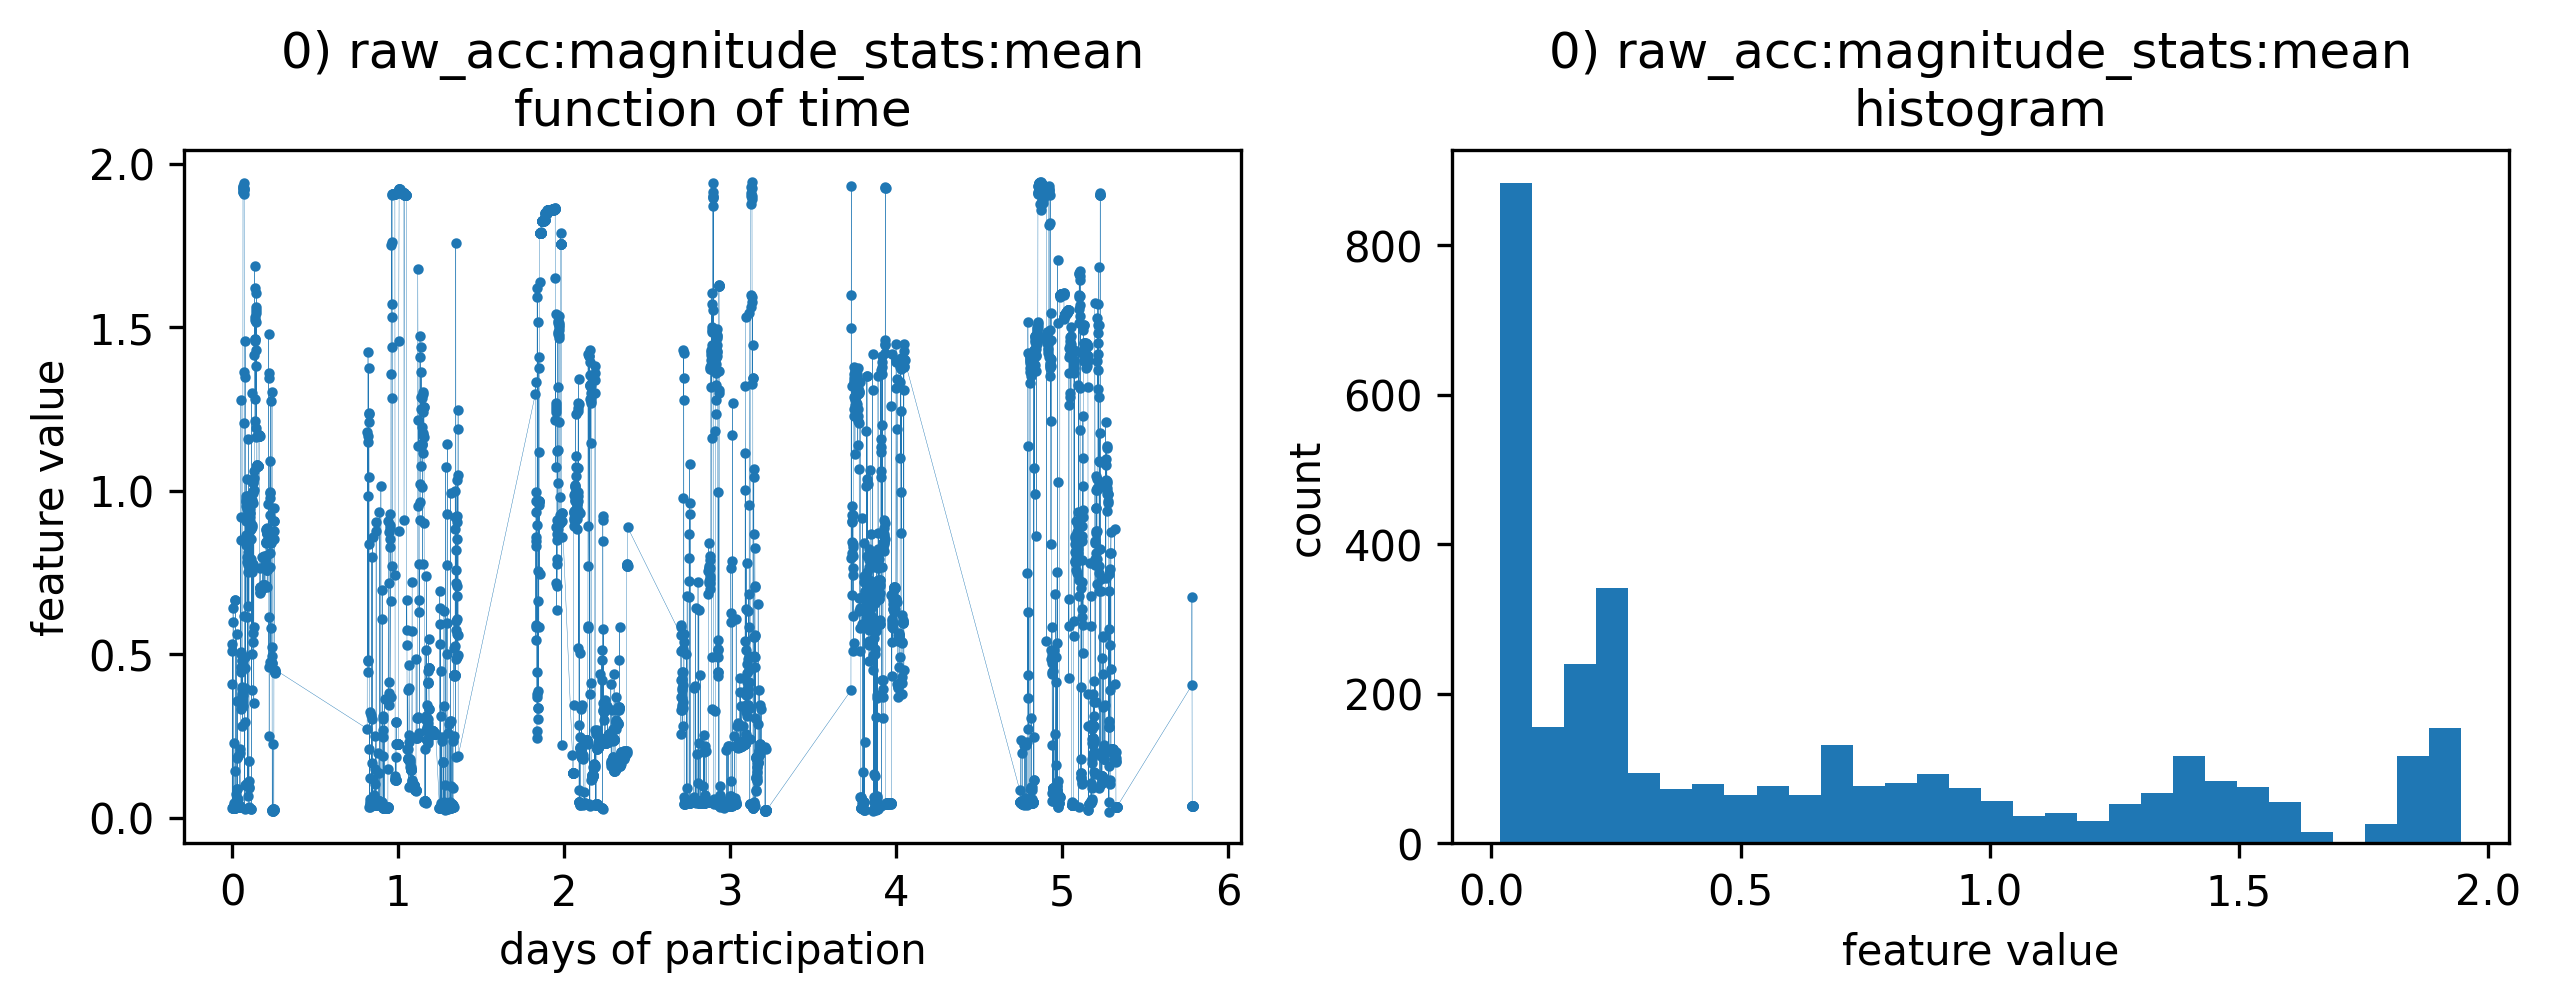 0) raw_acc:magnitude_stats:mean
function of time
2.0
1.5
1.0
0.5
0.0
feature value
0 1 2 3 4 5 6
days of participation
0) raw_acc:magnitude_stats:mean
histogram
800
600
400
200
0
count
0.0 0.5 1.0 1.5 2.0
feature value